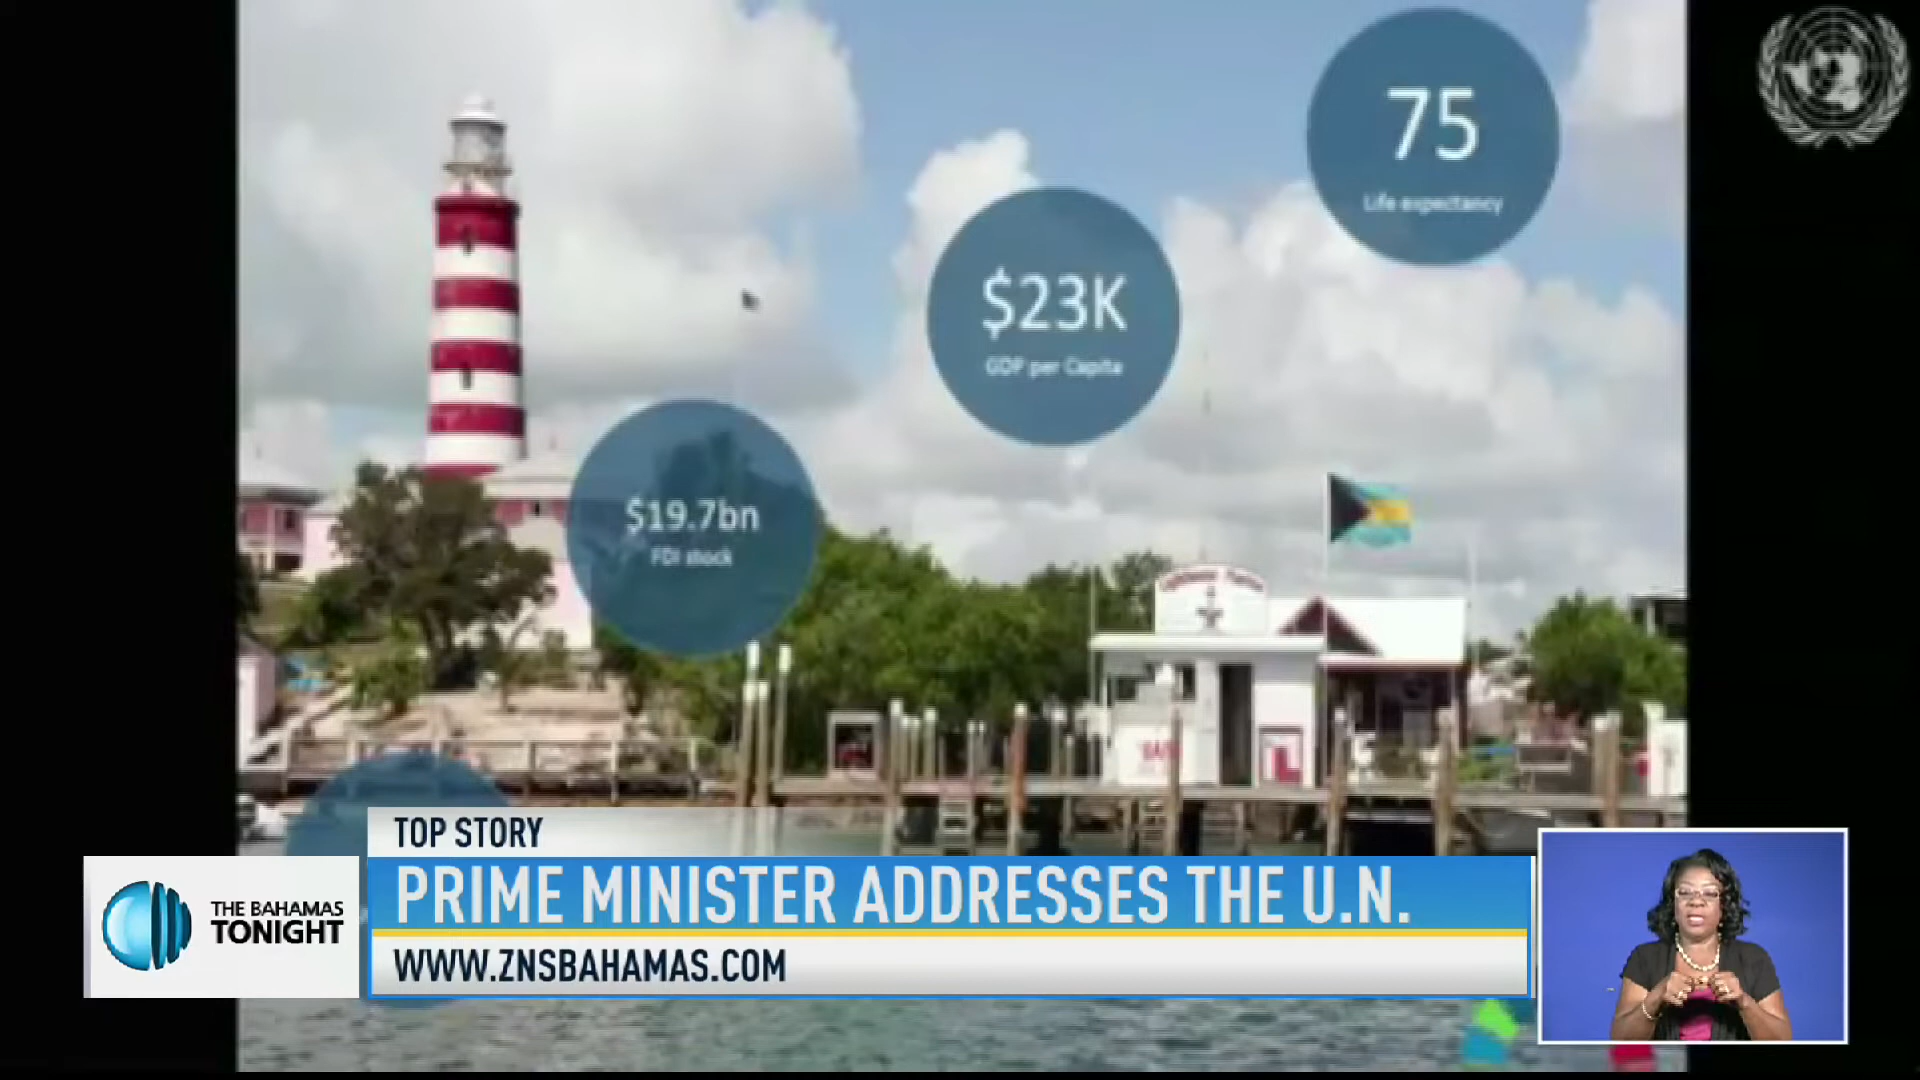 75
Life expectancy
$23K
GDP per Capita
$19.7bn
FDI stock
TOP STORY
PRIME MINISTER ADDRESSES THE U.N.
WWW.ZNSBAHAMAS.COM
THE BAHAMAS
TONIGHT